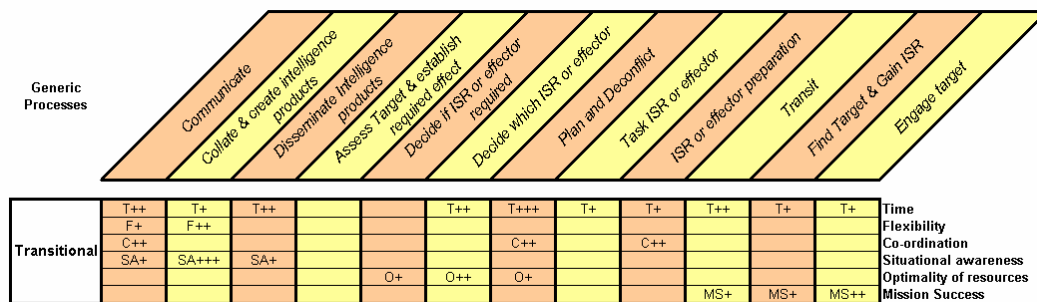 Generic
Processes
Communicate
Collate & create intelligence
products
Disseminate Intelligence
products
Assess Target & establish
required effect
Decide if ISR or effector
required
Decide which ISR or effector
Plan and Deconflict
Task ISR or effector
ISR or effector preparation
Transit
Find Target & Gain ISR
Engage target
Transitional
T++ T+ T++ T++ T+++ T+ T+ T++ T+ T+ Time
F+ F++ Flexibility
C++ C++ C++ Co-ordination
SA+ SA+++ SA+ Situational awareness
O+ O++ O+ Optimality of resources
MS+ MS+ MS++ Mission Success